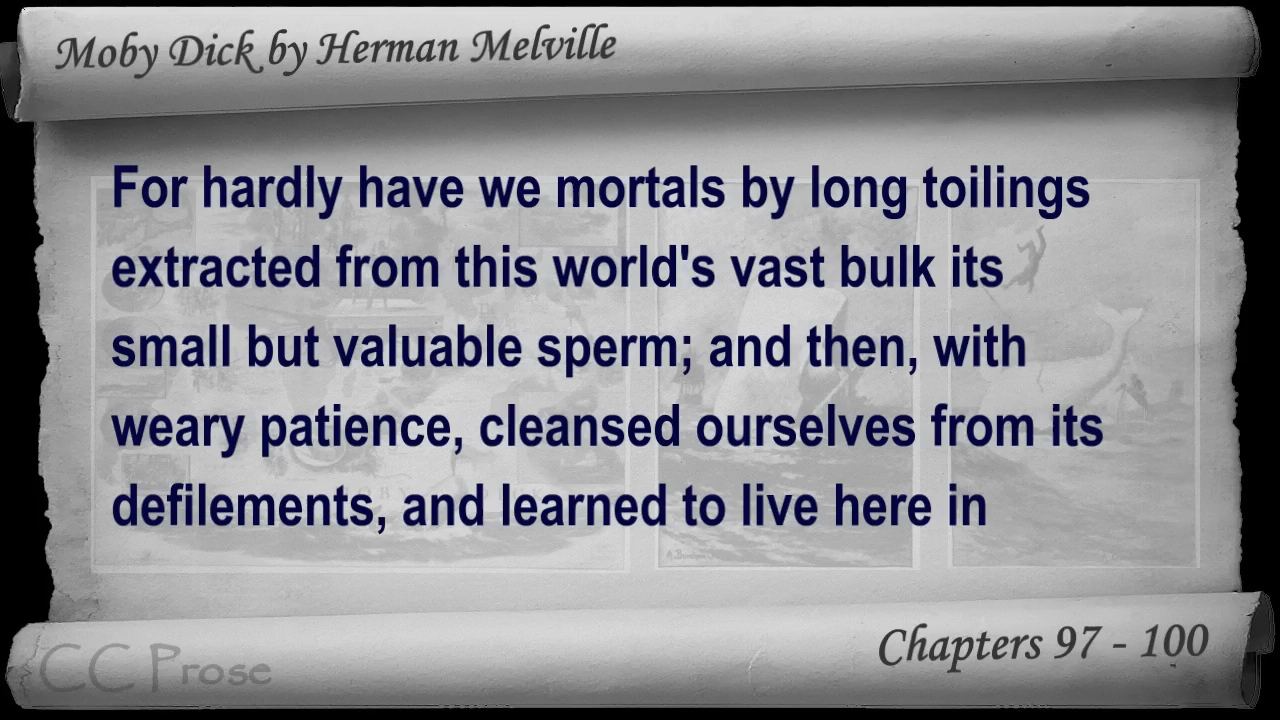 Moby Dick by Herman Melville
For hardly have we mortals by long toilings
extracted from this world's vast bulk its
small but valuable sperm; and then, with
weary patience, cleansed ourselves from its
defilements, and learned to live here in
Chapters 97 - 100
CC Prose